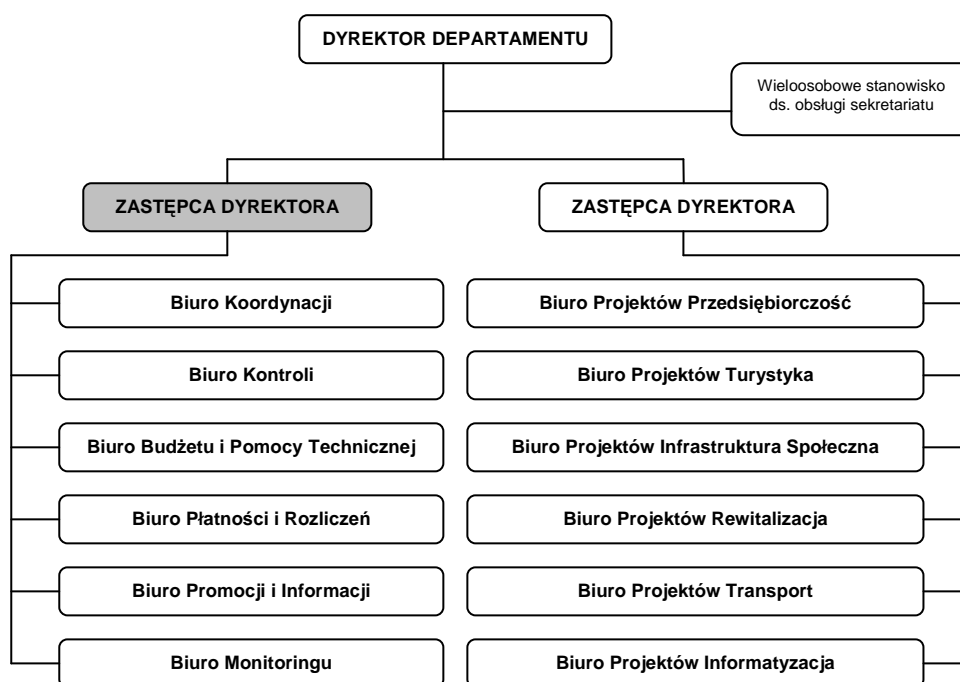 DYREKTOR DEPARTAMENTU
Wieloosobowe stanowisko
ds. obsługi sekretariatu
ZASTĘPCA DYREKTORA
ZASTĘPCA DYREKTORA
Biuro Koordynacji
Biuro Projektów Przedsiębiorczość
Biuro Kontroli
Biuro Projektów Turystyka
Biuro Budżetu i Pomocy Technicznej
Biuro Projektów Infrastruktura Społeczna
Biuro Płatności i Rozliczeń
Biuro Projektów Rewitalizacja
Biuro Promocji i Informacji
Biuro Projektów Transport
Biuro Monitoringu
Biuro Projektów Informatyzacja